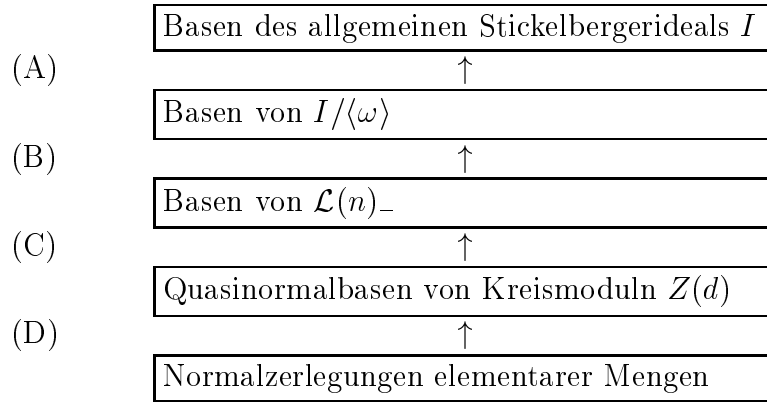 Basen des allgemeinen Stickelbergerideals I
(A) ↑
Basen von I/⟨ω⟩
(B) ↑
Basen von 𝓛(n)₋
(C) ↑
Quasinormalbasen von Kreismoduln Z(d)
(D) ↑
Normalzerlegungen elementarer Mengen